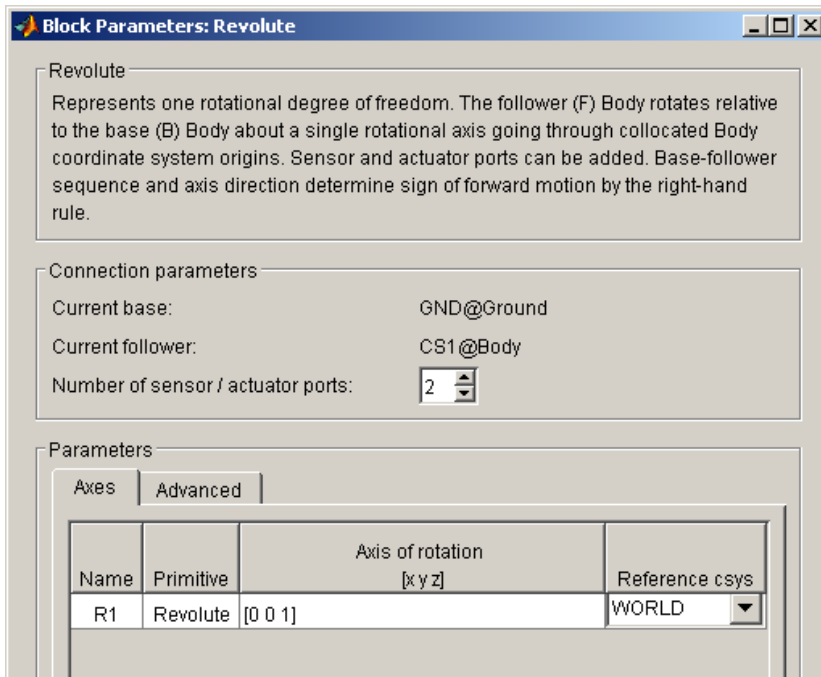 Block Parameters: Revolute
Revolute
Represents one rotational degree of freedom. The follower (F) Body rotates relative
to the base (B) Body about a single rotational axis going through collocated Body
coordinate system origins. Sensor and actuator ports can be added. Base-follower
sequence and axis direction determine sign of forward motion by the right-hand
rule.
Connection parameters
Current base: GND@Ground
Current follower: CS1@Body
Number of sensor / actuator ports: 2
Parameters
Axes Advanced
Axis of rotation
Name Primitive [x y z] Reference csys
R1 Revolute [0 0 1] WORLD